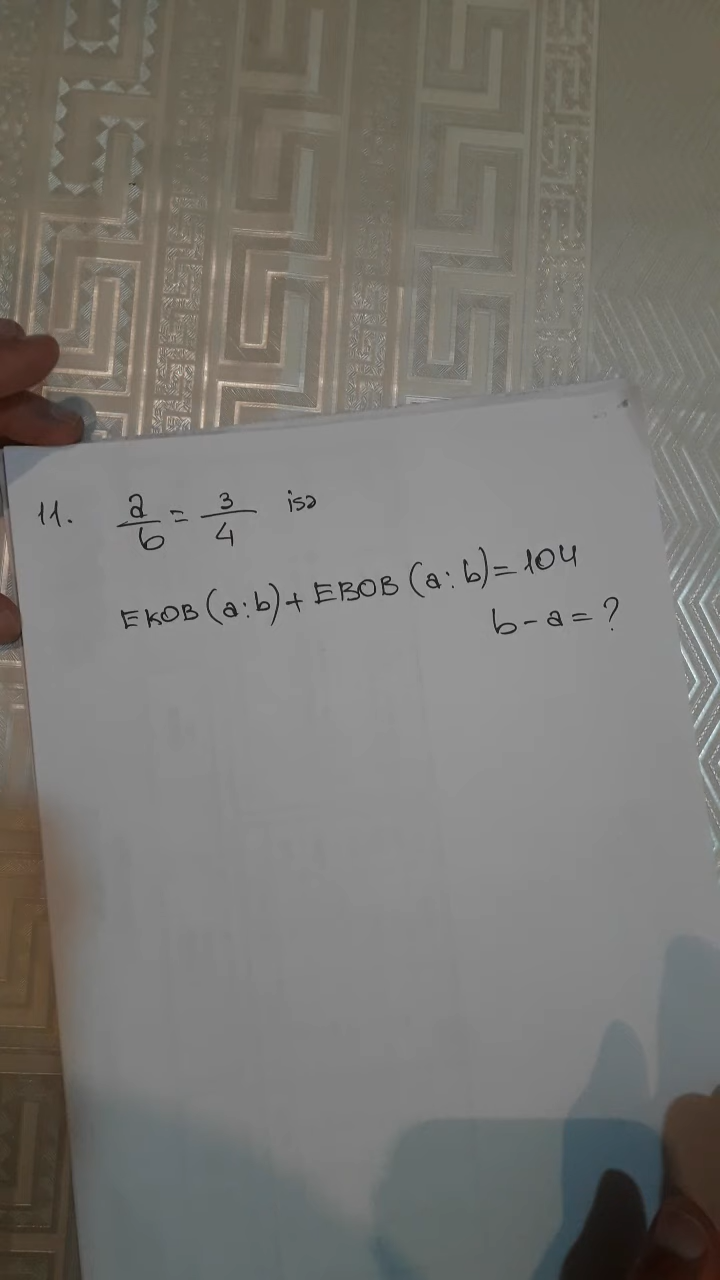 11. a/b = 3/4 isə
EKOB(a:b)+EBOB(a:b)=104
b-a=?